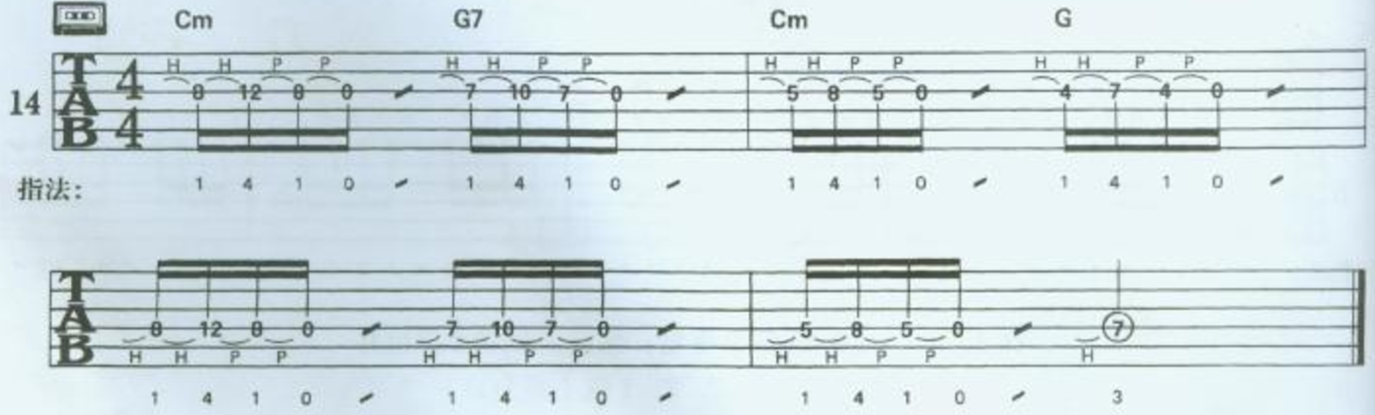 Cm G7 Cm G
H H P P H H P P H H P P H H P P
14 TAB 4/4 8 12 8 0 7 10 7 0 5 8 5 0 4 7 4 0
指法: 1 4 1 0 1 4 1 0 1 4 1 0 1 4 1 0
TAB 8 12 8 0 7 10 7 0 5 8 5 0 7
H H P P H H P P H H P P H
1 4 1 0 1 4 1 0 1 4 1 0 3